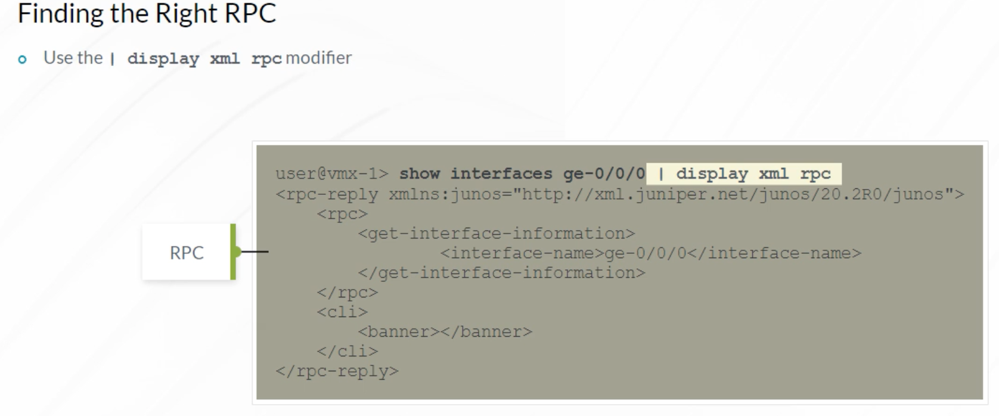 Finding the Right RPC
Use the | display xml rpc modifier
user@vmx-1> show interfaces ge-0/0/0 | display xml rpc
<rpc-reply xmlns:junos="http://xml.juniper.net/junos/20.2R0/junos">
<rpc>
<get-interface-information>
<interface-name>ge-0/0/0</interface-name>
</get-interface-information>
</rpc>
<cli>
<banner></banner>
</cli>
</rpc-reply>
RPC